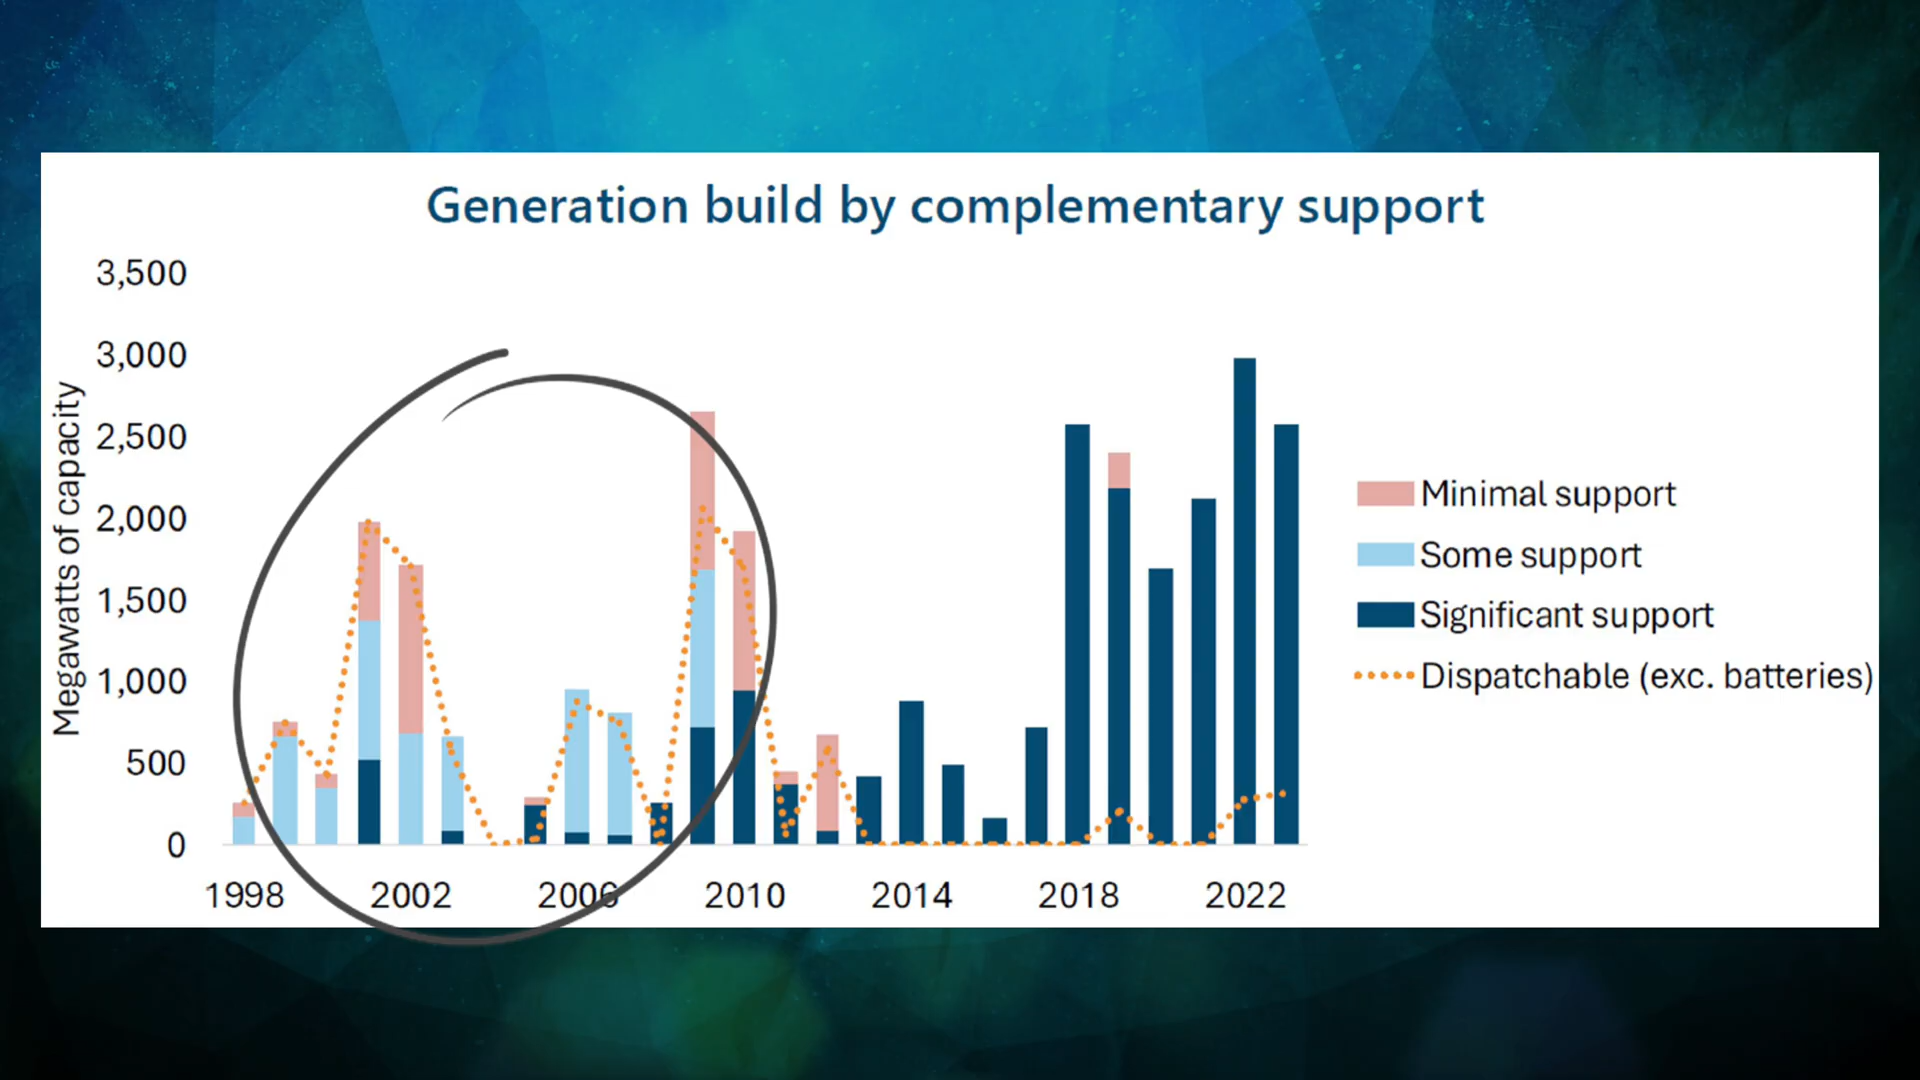 Generation build by complementary support
3,500
3,000
2,500
2,000
1,500
1,000
500
0
Megawatts of capacity
1998 2002 2006 2010 2014 2018 2022
Minimal support
Some support
Significant support
Dispatchable (exc. batteries)